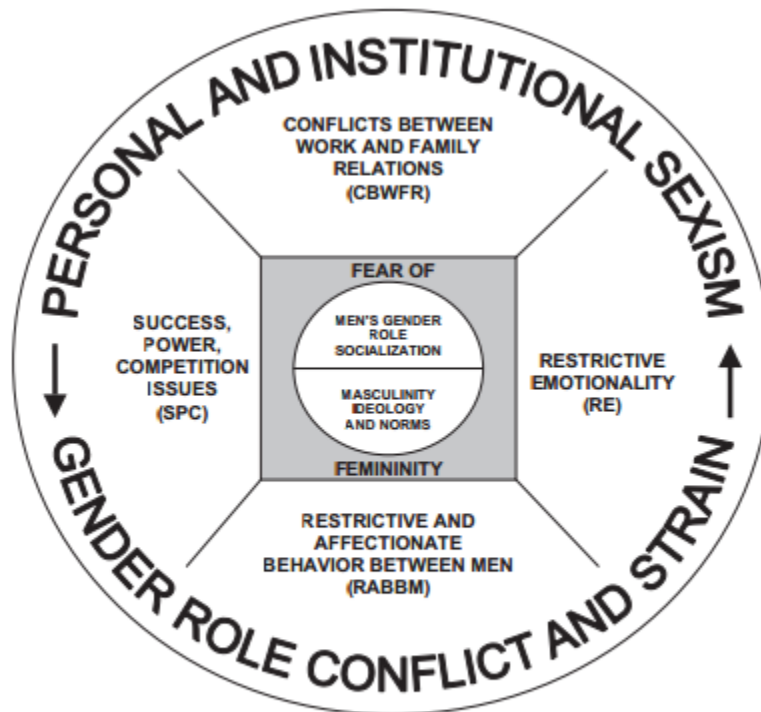 PERSONAL AND INSTITUTIONAL SEXISM
CONFLICTS BETWEEN
WORK AND FAMILY
RELATIONS
(CBWFR)
FEAR OF
MEN'S GENDER
ROLE
SOCIALIZATION
SUCCESS,
POWER,
COMPETITION
ISSUES
(SPC)
RESTRICTIVE
EMOTIONALITY
(RE)
MASCULINITY
IDEOLOGY
AND NORMS
FEMININITY
RESTRICTIVE AND
AFFECTIONATE
BEHAVIOR BETWEEN MEN
(RABBM)
GENDER ROLE CONFLICT AND STRAIN